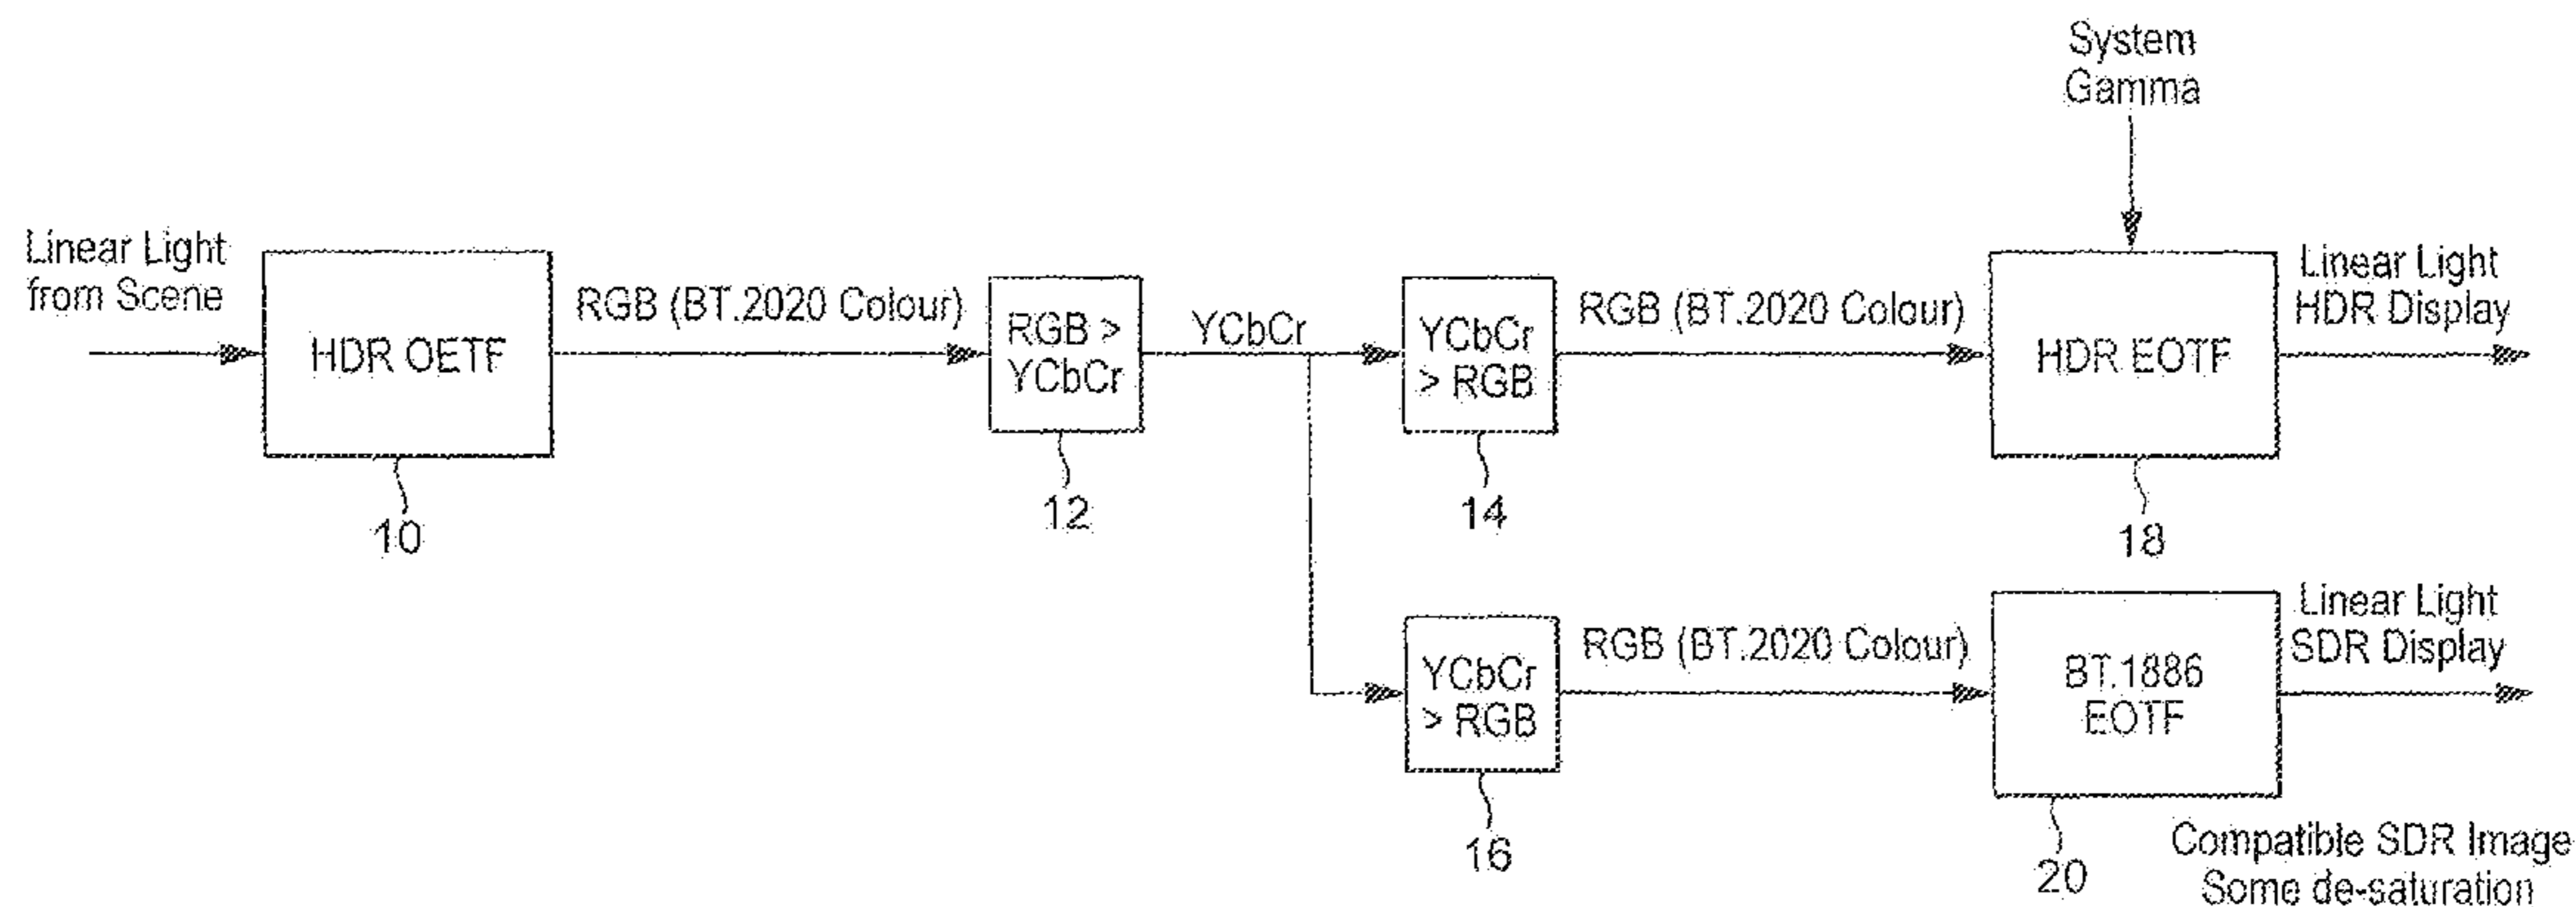 System
Gamma
Linear Light
from Scene
HDR OETF
RGB (BT.2020 Colour)
RGB >
YCbCr
YCbCr
YCbCr
> RGB
RGB (BT.2020 Colour)
HDR EOTF
Linear Light
HDR Display
10
12
14
18
YCbCr
> RGB
RGB (BT.2020 Colour)
BT.1886
EOTF
Linear Light
SDR Display
16
20
Compatible SDR Image
Some de-saturation